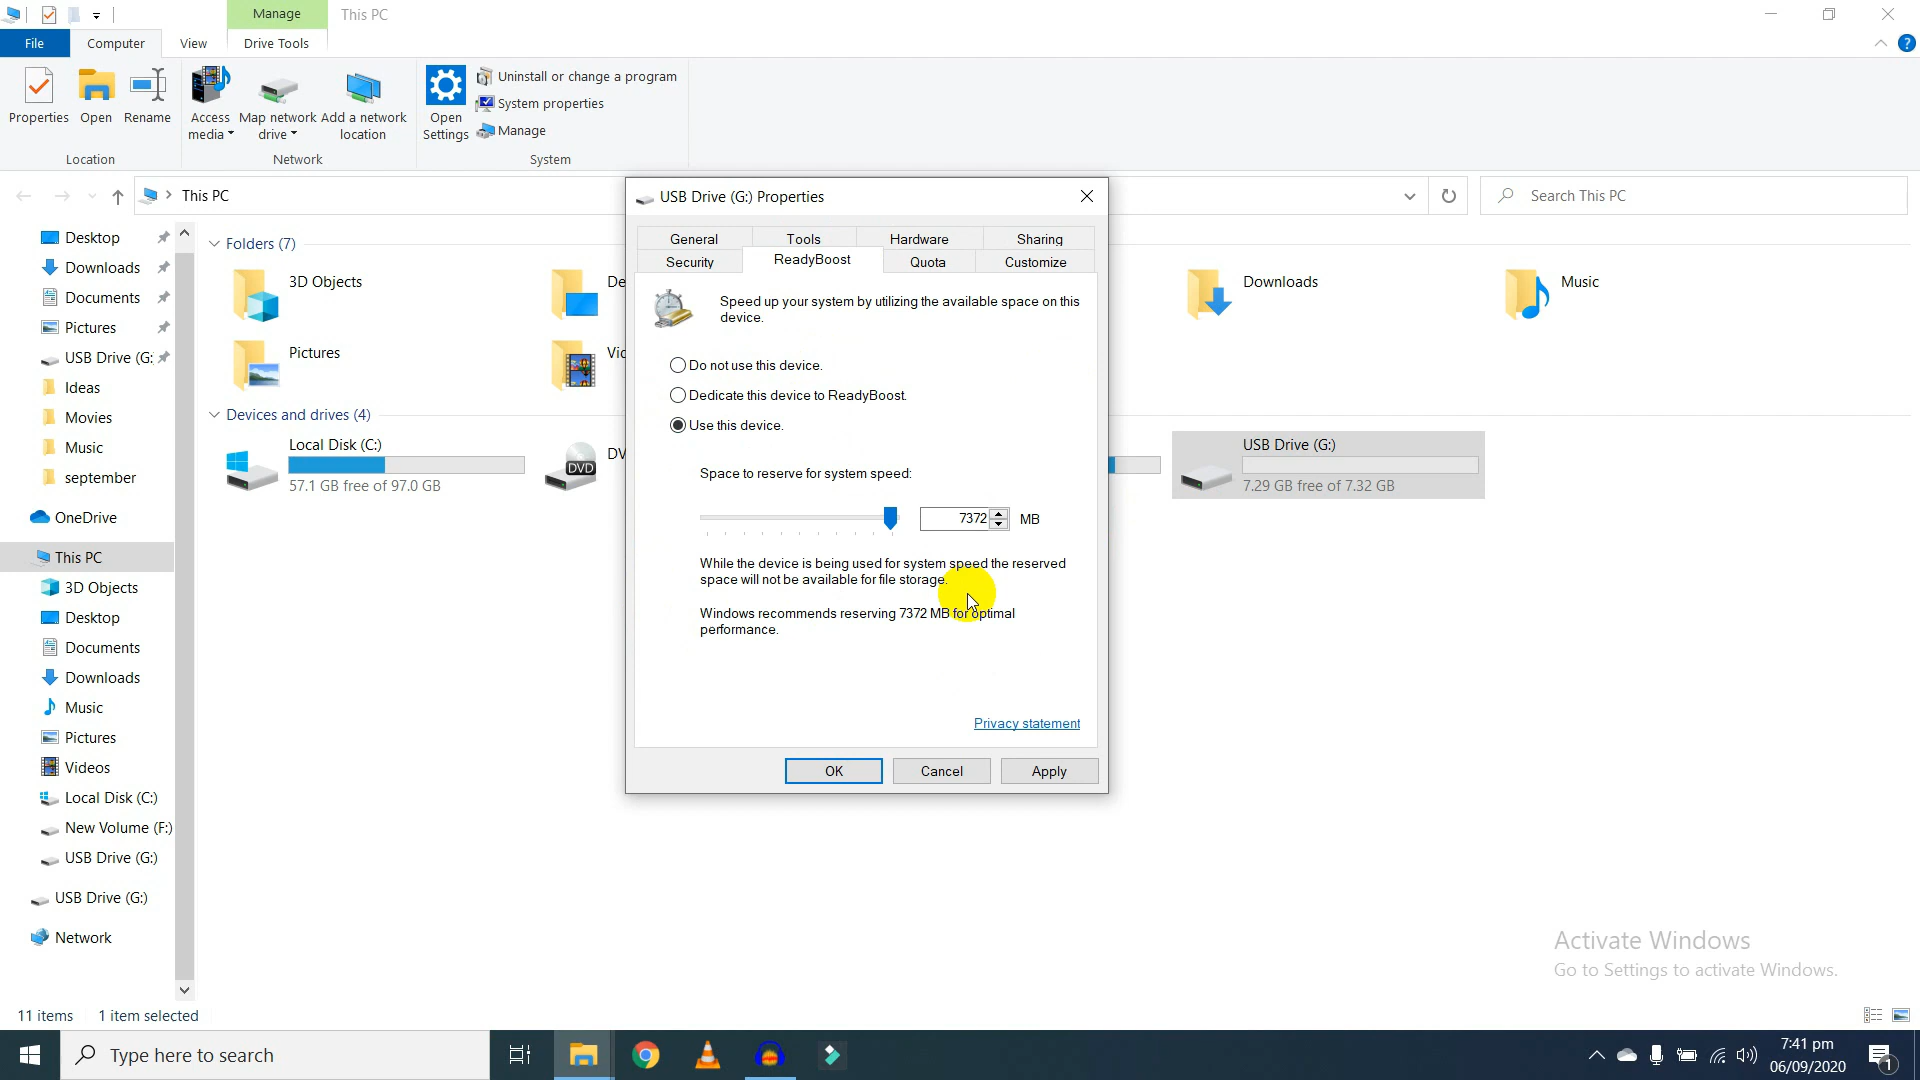 Manage
This PC
File
Computer
View
Drive Tools
Properties
Open
Rename
Access media
Map network drive
Add a network location
Open Settings
Uninstall or change a program
System properties
Manage
Location
Network
System
This PC
Search This PC
Desktop
Downloads
Documents
Pictures
USB Drive (G:
Ideas
Movies
Music
september
OneDrive
This PC
3D Objects
Desktop
Documents
Downloads
Music
Pictures
Videos
Local Disk (C:)
New Volume (F:)
USB Drive (G:)
USB Drive (G:)
Network
Folders (7)
3D Objects
De
Downloads
Music
Pictures
Vic
Devices and drives (4)
Local Disk (C:)
57.1 GB free of 97.0 GB
DVD
DV
USB Drive (G:)
7.29 GB free of 7.32 GB
USB Drive (G:) Properties
General
Tools
Hardware
Sharing
Security
ReadyBoost
Quota
Customize
Speed up your system by utilizing the available space on this
device.
Do not use this device.
Dedicate this device to ReadyBoost.
Use this device.
Space to reserve for system speed:
7372 MB
While the device is being used for system speed the reserved
space will not be available for file storage.
Windows recommends reserving 7372 MB for optimal
performance.
Privacy statement
OK
Cancel
Apply
Activate Windows
Go to Settings to activate Windows.
11 items
1 item selected
Type here to search
7:41 pm
06/09/2020
1